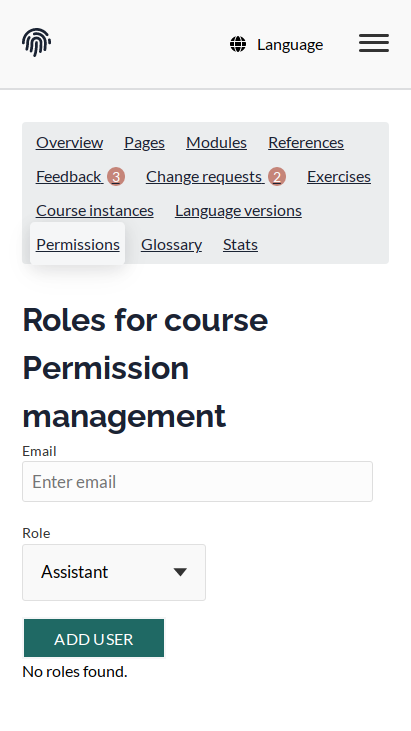 Language
Overview Pages Modules References
Feedback 3 Change requests 2 Exercises
Course instances Language versions
Permissions Glossary Stats
Roles for course
Permission
management
Email
Enter email
Role
Assistant
ADD USER
No roles found.